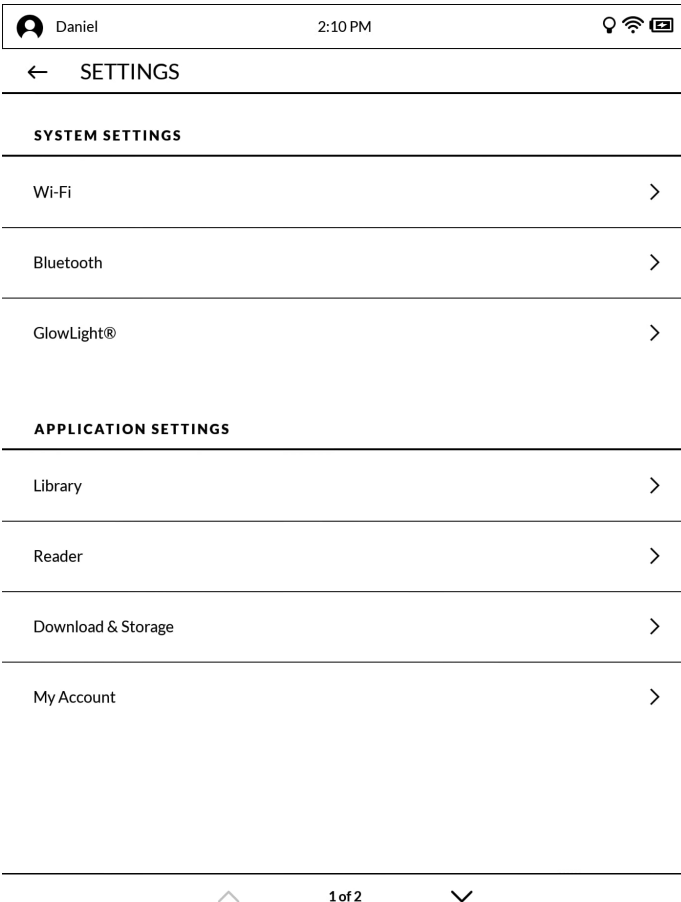 Daniel 2:10 PM
SETTINGS
SYSTEM SETTINGS
Wi-Fi
Bluetooth
GlowLight®
APPLICATION SETTINGS
Library
Reader
Download & Storage
My Account
1 of 2